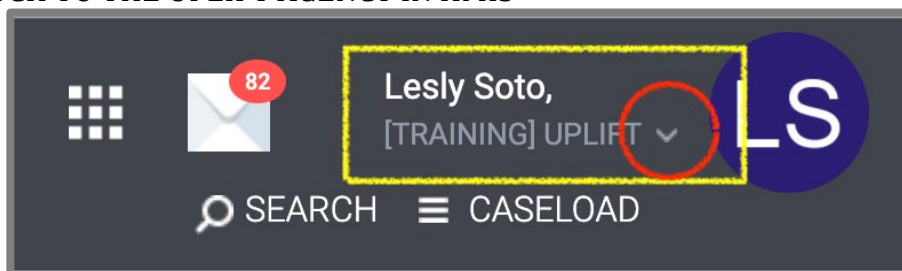 82
Lesly Soto,
[TRAINING] UPLIFT
LS
SEARCH
CASELOAD